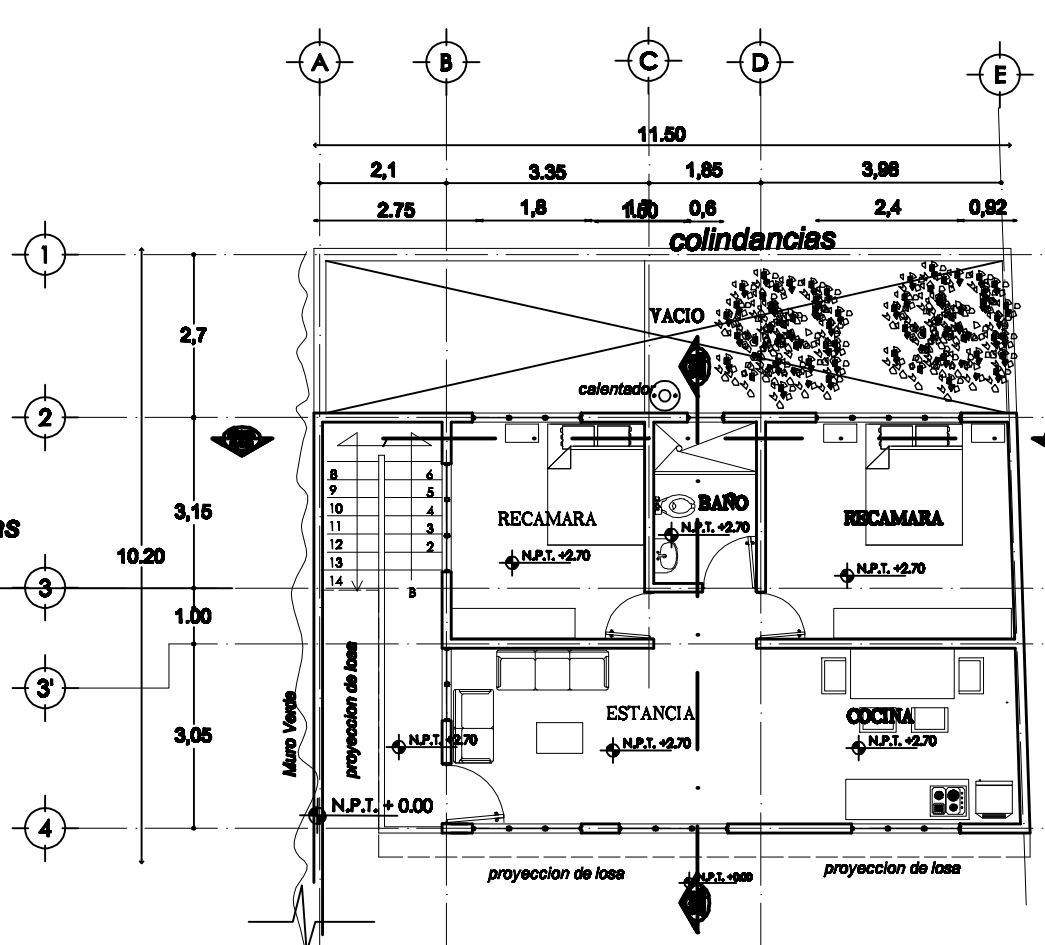 A B C D E
11.50
2,1 3.35 1,85 3,98
2.75 1,8 0,6 2,4 0,92
colindancias
1
2,7
VACIO
calentador
2
8 6
9 5
10 4
11 3
12 2
13
14
B
RECAMARA
N.P.T. +2.70
BAÑO
N.P.T. +2.70
RECAMARA
N.P.T. +2.70
3,15
10.20
3
1.00
3'
3,05
4
Muro Verde
proyeccion de losa
ESTANCIA
N.P.T. +2.70
N.P.T. +2.70
COCINA
N.P.T. +2.70
N.P.T. + 0.00
proyeccion de losa
proyeccion de losa
N.P.T. +0.00